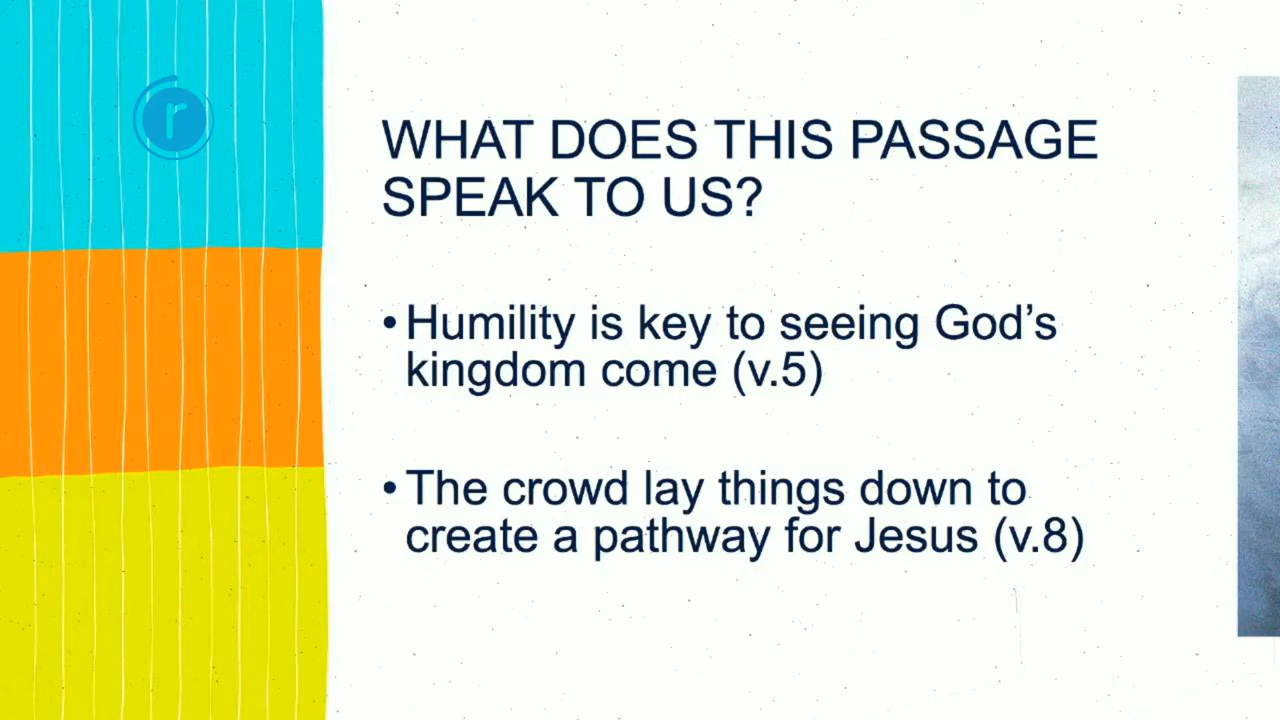 r
WHAT DOES THIS PASSAGE
SPEAK TO US?
•Humility is key to seeing God’s
kingdom come (v.5)
•The crowd lay things down to
create a pathway for Jesus (v.8)